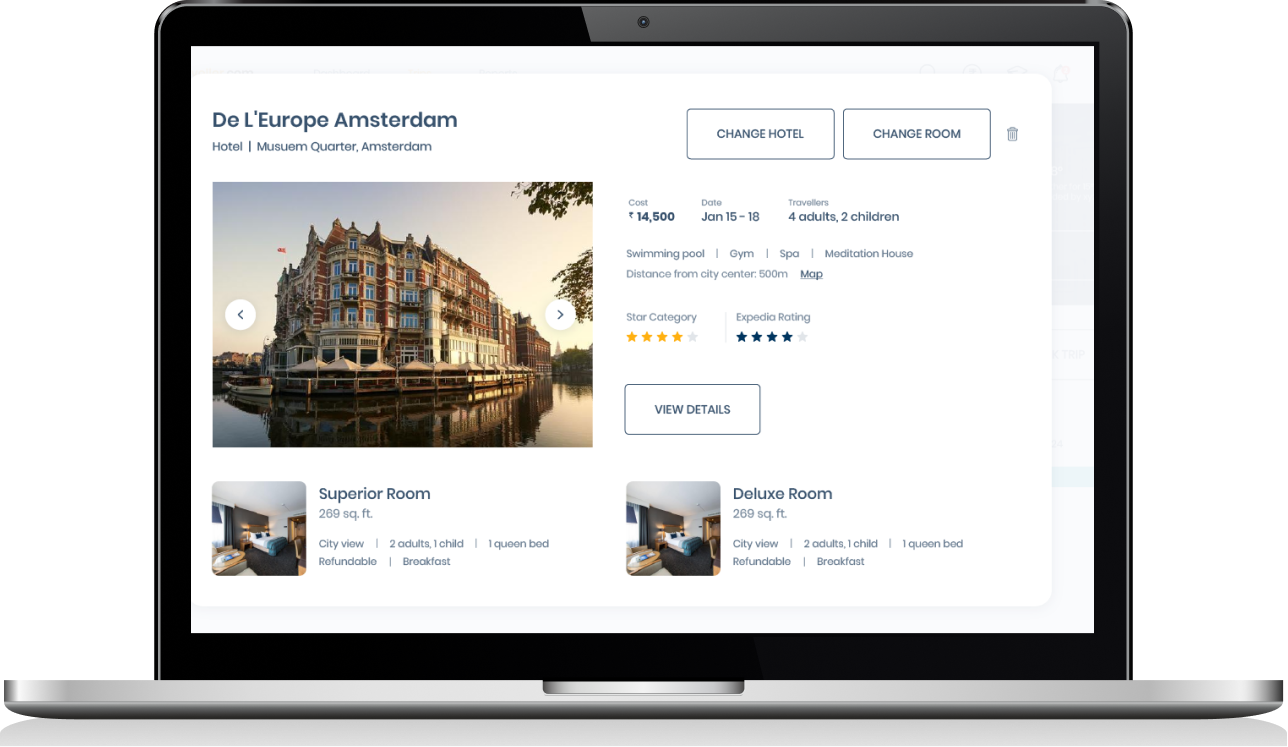 De L'Europe Amsterdam
Hotel | Musuem Quarter, Amsterdam
CHANGE HOTEL
CHANGE ROOM
Cost
Date
Travellers
₹ 14,500
Jan 15 - 18
4 adults, 2 children
Swimming pool | Gym | Spa | Meditation House
Distance from city center: 500m Map
Star Category
Expedia Rating
VIEW DETAILS
Superior Room
269 sq. ft.
City view | 2 adults, 1 child | 1 queen bed
Refundable | Breakfast
Deluxe Room
269 sq. ft.
City view | 2 adults, 1 child | 1 queen bed
Refundable | Breakfast
TRIP